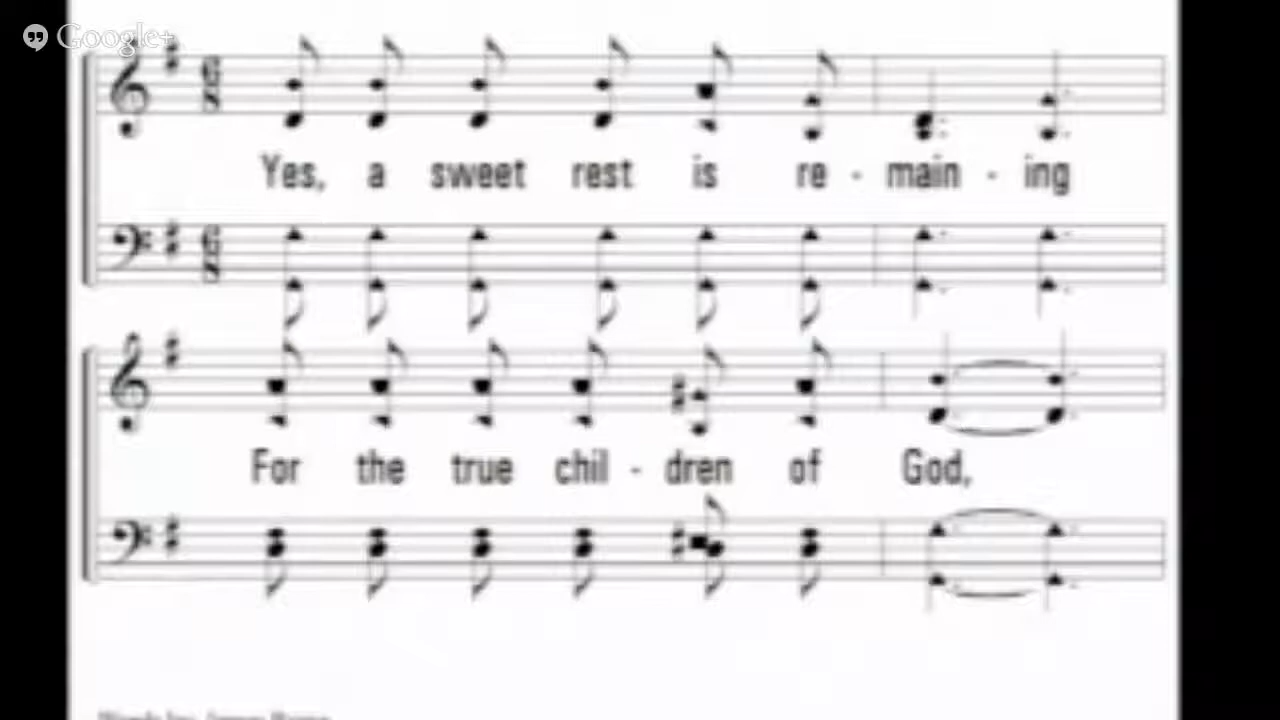 Google+
Yes, a sweet rest is re - main - ing
For the true chil - dren of God,